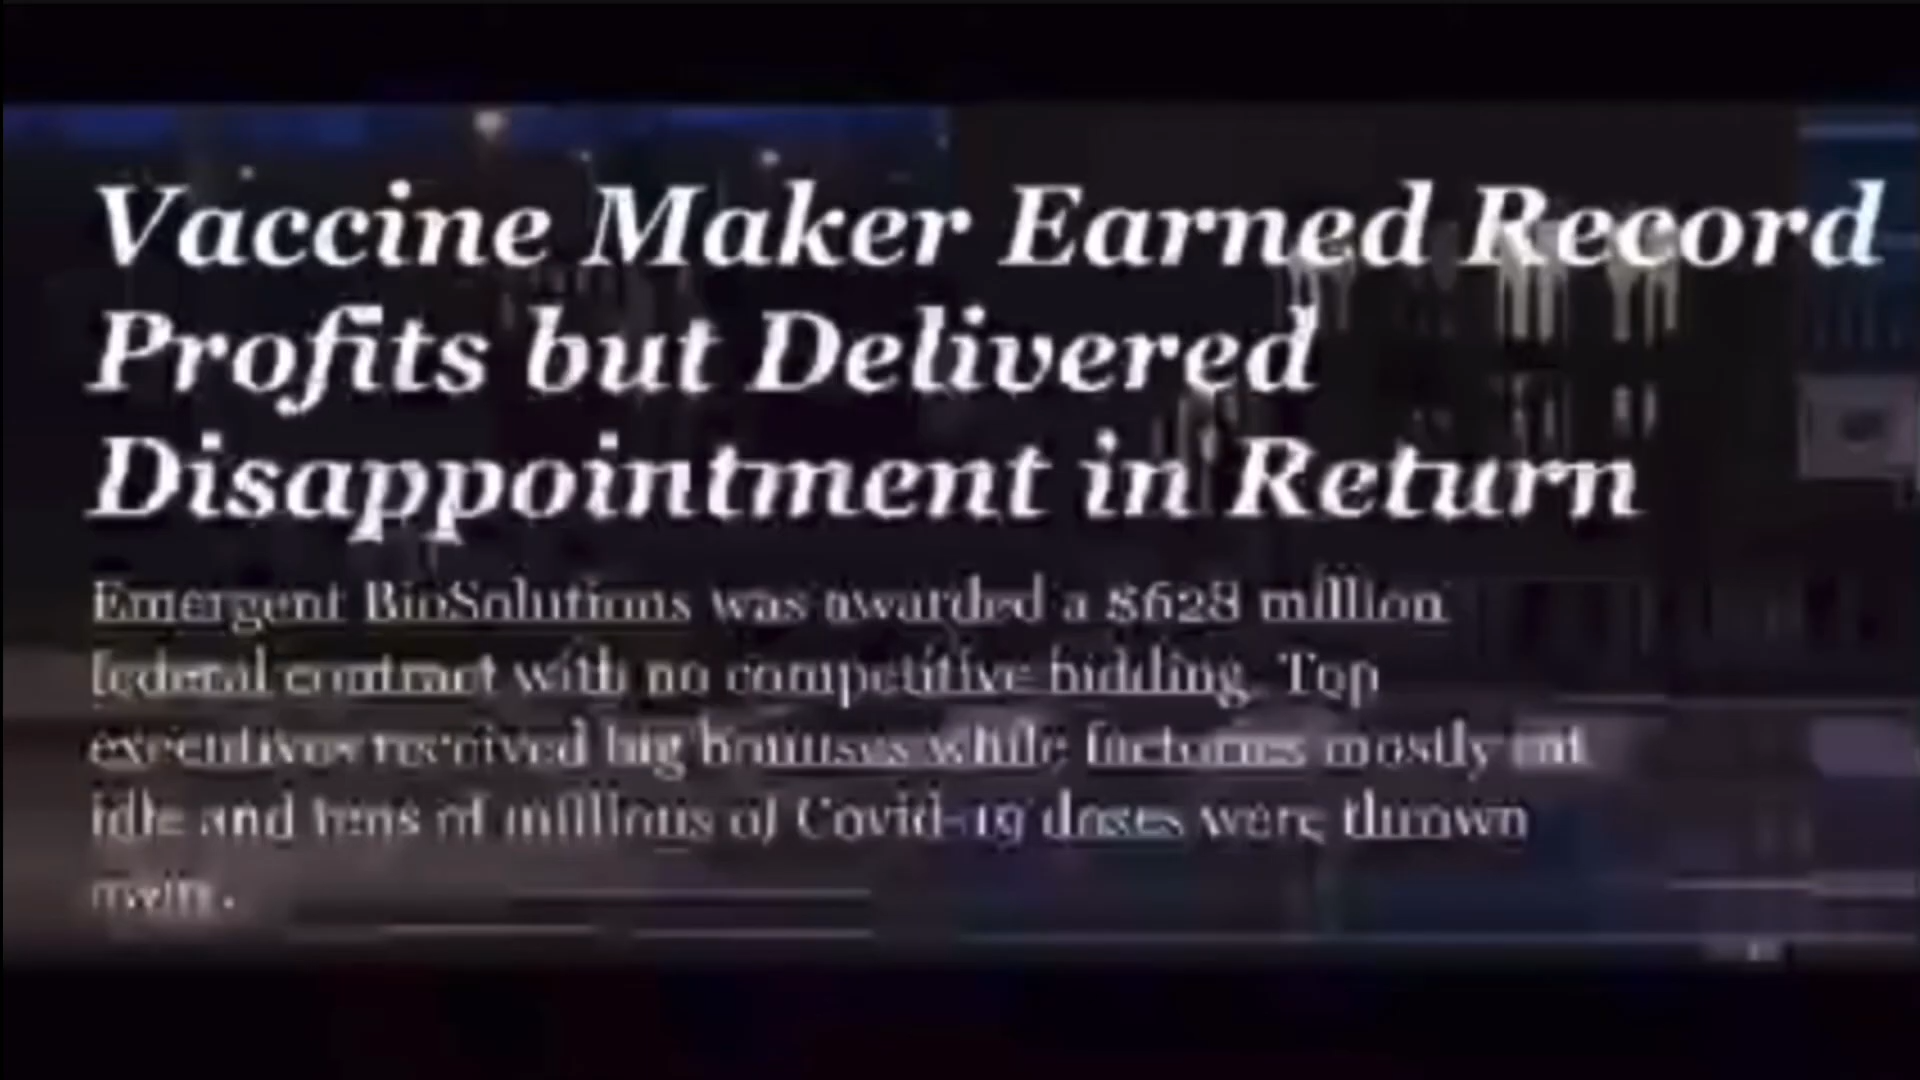 Vaccine Maker Earned Record
Profits but Delivered
Disappointment in Return
Emergent BioSolutions was awarded a $628 million
federal contract with no competitive bidding. Top
executives received big bonuses while factories mostly sat
idle and tens of millions of Covid-19 doses were thrown